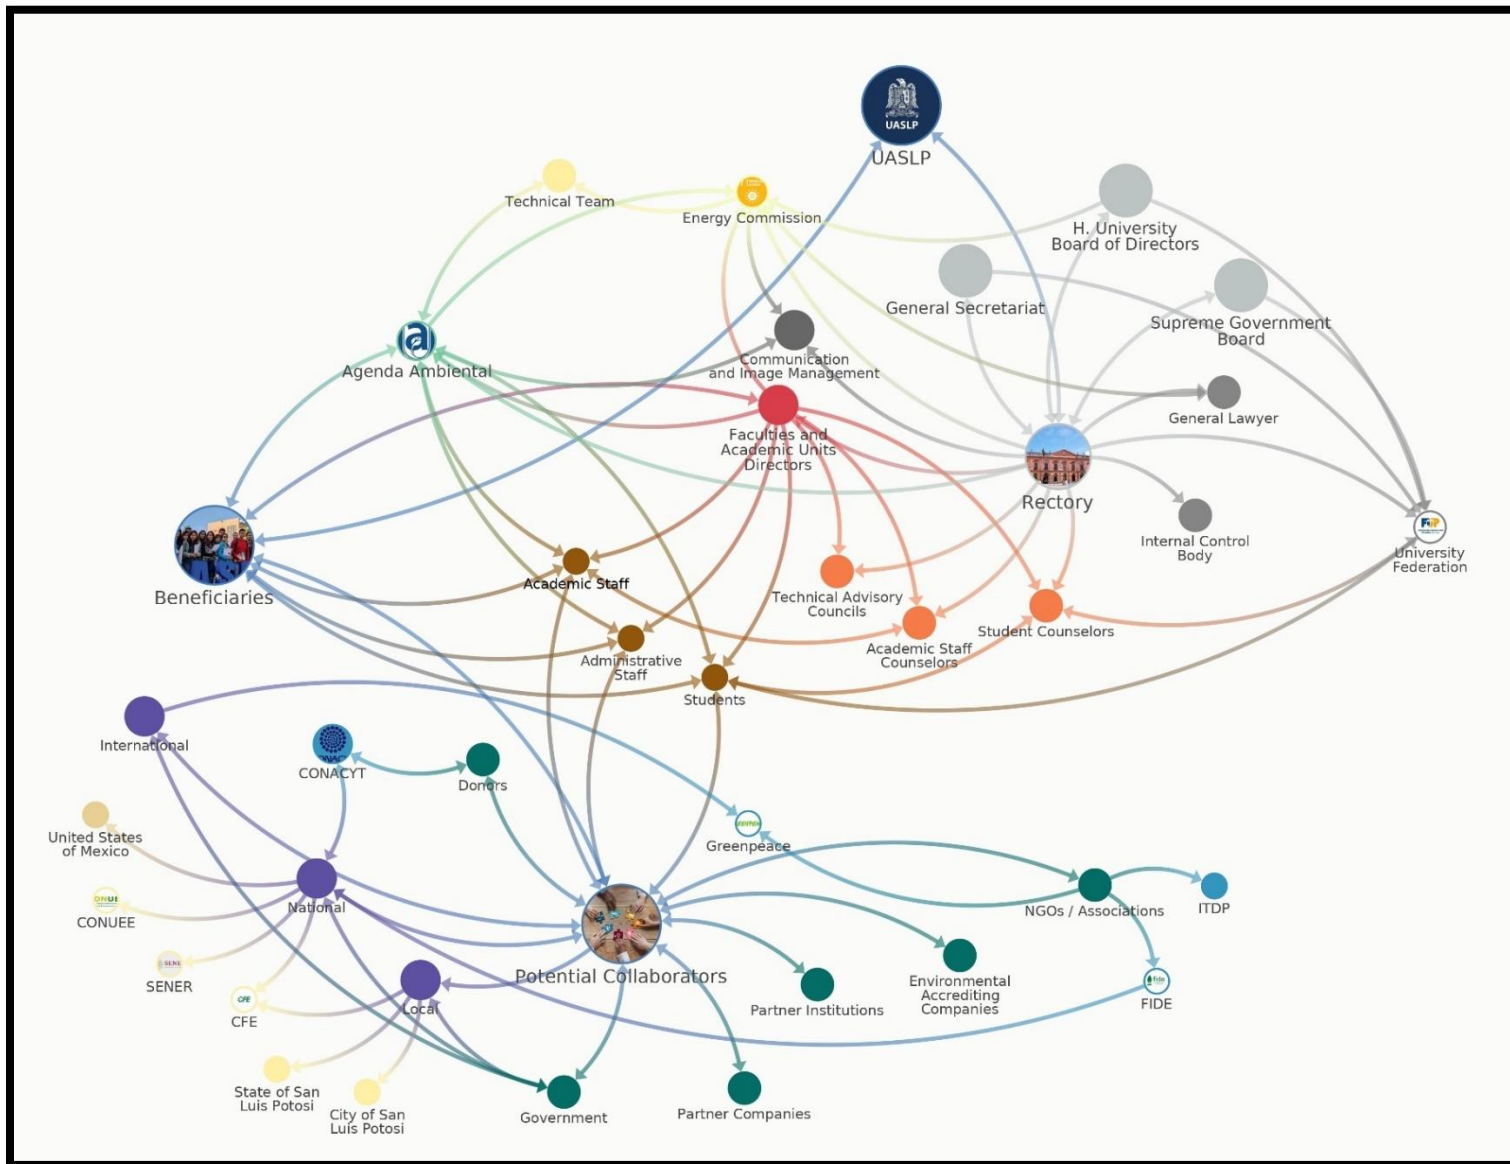 UASLP
UASLP
Technical Team
Energy Commission
H. University
Board of Directors
General Secretariat
Supreme Government
Board
Agenda Ambiental
a
Communication
and Image Management
General Lawyer
Faculties and
Academic Units
Directors
Rectory
Internal Control
Body
University
Federation
Beneficiaries
Academic Staff
Technical Advisory
Councils
Academic Staff
Counselors
Student Counselors
Administrative
Staff
Students
International
CONACYT
Donors
United States
of Mexico
Greenpeace
CONUEE
National
NGOs / Associations
ITDP
SENER
Potential Collaborators
Partner Institutions
Environmental
Accrediting
Companies
fide
FIDE
CFE
CFE
Local
State of San
Luis Potosi
City of San
Luis Potosi
Government
Partner Companies